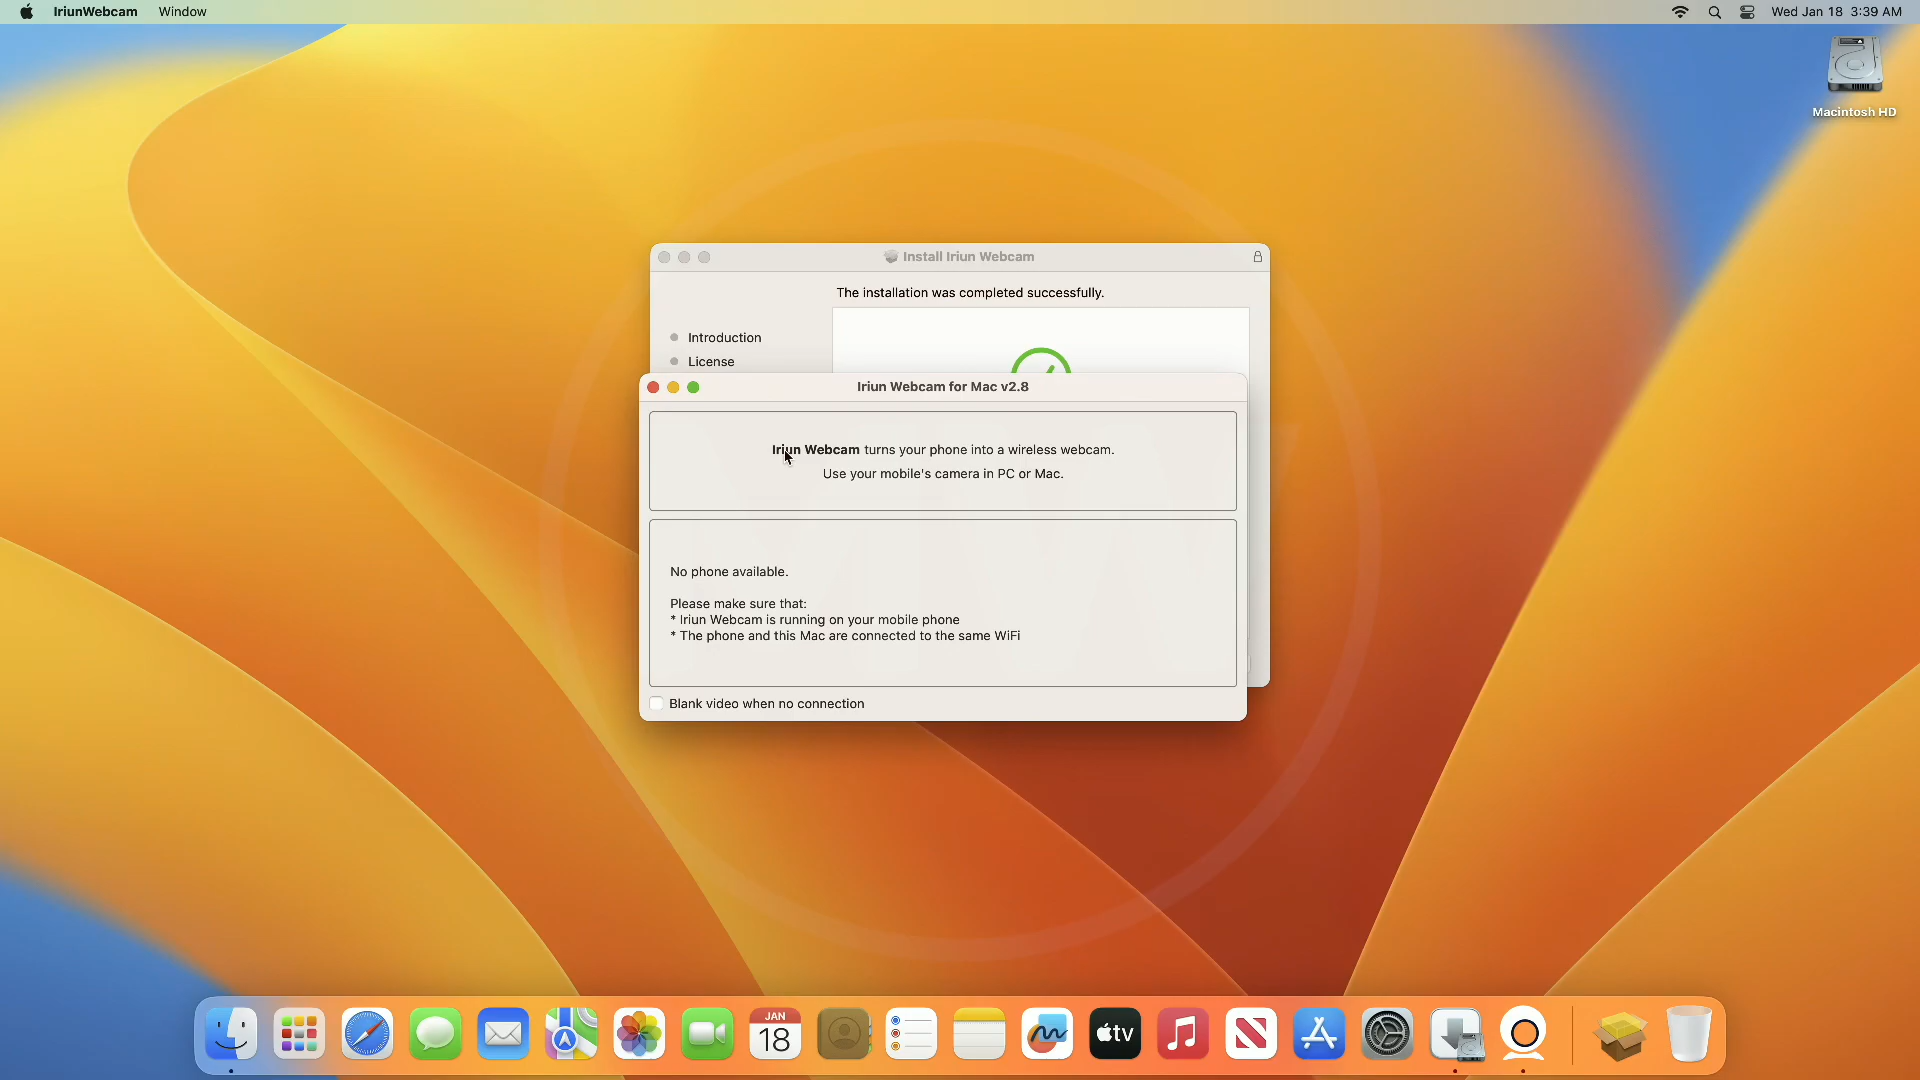 IriunWebcam Window Wed Jan 18 3:39 AM
Macintosh HD
Install Iriun Webcam
The installation was completed successfully.
Introduction
License
Iriun Webcam for Mac v2.8
Iriun Webcam turns your phone into a wireless webcam.
Use your mobile's camera in PC or Mac.
No phone available.
Please make sure that:
* Iriun Webcam is running on your mobile phone
* The phone and this Mac are connected to the same WiFi
Blank video when no connection
JAN
18
tv